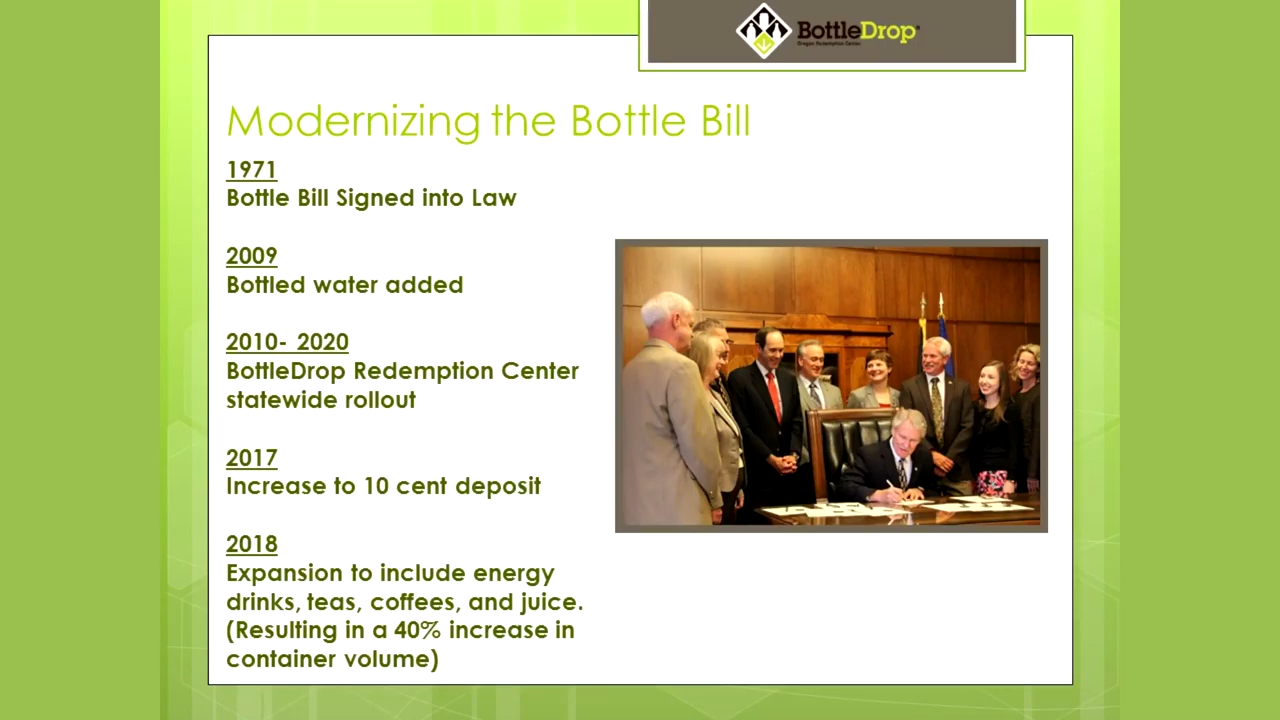 BottleDrop
Oregon Redemption Center
Modernizing the Bottle Bill
1971
Bottle Bill Signed into Law
2009
Bottled water added
2010- 2020
BottleDrop Redemption Center
statewide rollout
2017
Increase to 10 cent deposit
2018
Expansion to include energy
drinks, teas, coffees, and juice.
(Resulting in a 40% increase in
container volume)